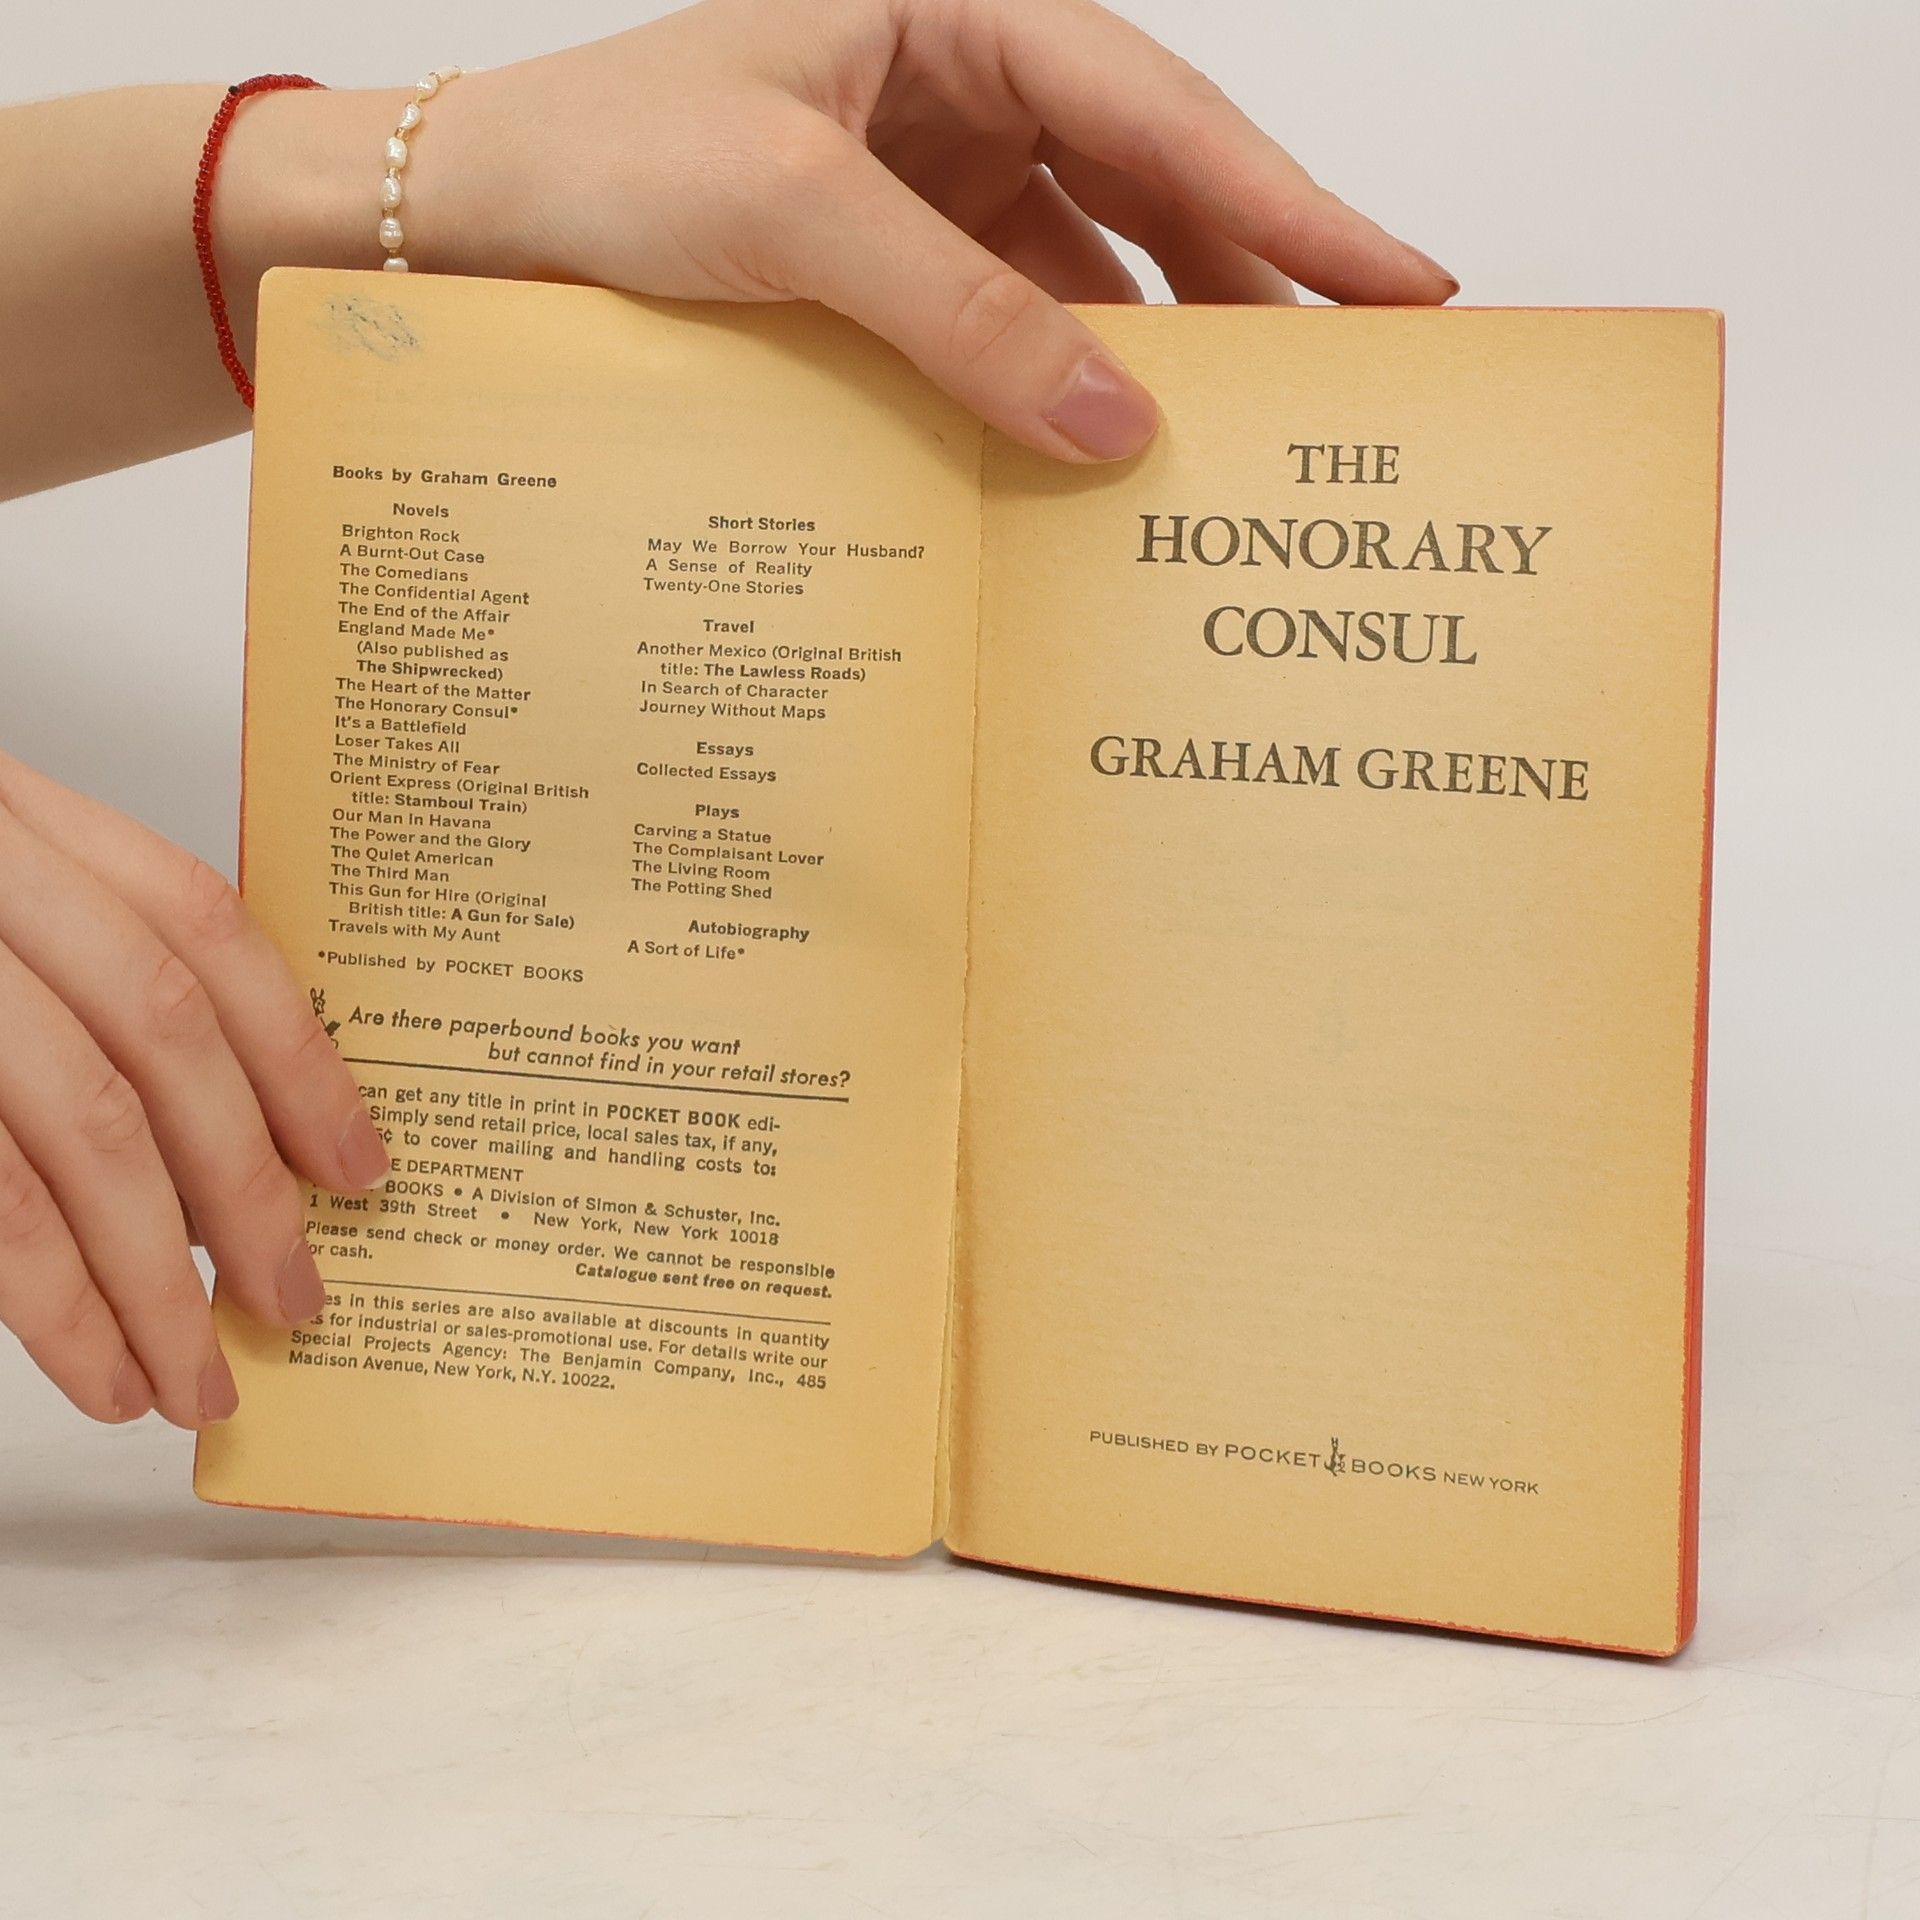 Books by Graham Greene
Novels
Brighton Rock
A Burnt-Out Case
The Comedians
The Confidential Agent
The End of the Affair
England Made Me*
(Also published as
The Shipwrecked)
The Heart of the Matter
The Honorary Consul*
It's a Battlefield
Loser Takes All
The Ministry of Fear
Orient Express (Original British
title: Stamboul Train)
Our Man In Havana
The Power and the Glory
The Quiet American
The Third Man
This Gun for Hire (Original
British title: A Gun for Sale)
Travels with My Aunt
Short Stories
May We Borrow Your Husband?
A Sense of Reality
Twenty-One Stories
Travel
Another Mexico (Original British
title: The Lawless Roads)
In Search of Character
Journey Without Maps
Essays
Collected Essays
Plays
Carving a Statue
The Complaisant Lover
The Living Room
The Potting Shed
Autobiography
A Sort of Life*
*Published by POCKET BOOKS
Are there paperbound books you want
but cannot find in your retail stores?
can get any title in print in POCKET BOOK edi-
Simply send retail price, local sales tax, if any,
to cover mailing and handling costs to:
DEPARTMENT
BOOKS • A Division of Simon & Schuster, Inc.
1 West 39th Street • New York, New York 10018
Please send check or money order. We cannot be responsible
for cash.
Catalogue sent free on request.
in this series are also available at discounts in quantity
for industrial or sales-promotional use. For details write our
Special Projects Agency: The Benjamin Company, Inc., 485
Madison Avenue, New York, N.Y. 10022.
THE
HONORARY
CONSUL
GRAHAM GREENE
PUBLISHED BY POCKET BOOKS NEW YORK